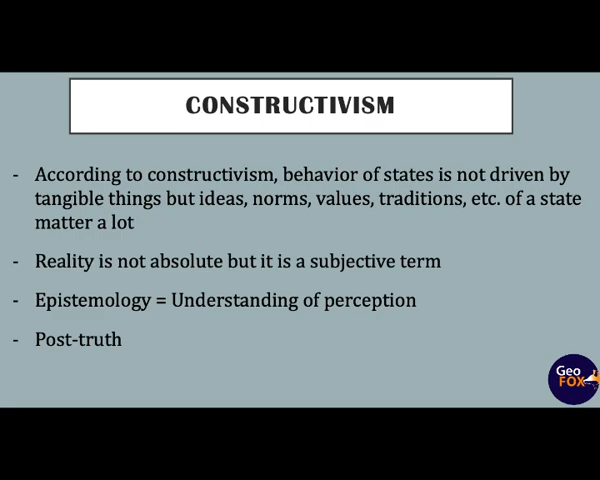 CONSTRUCTIVISM
- According to constructivism, behavior of states is not driven by
tangible things but ideas, norms, values, traditions, etc. of a state
matter a lot
- Reality is not absolute but it is a subjective term
- Epistemology = Understanding of perception
- Post-truth
Geo
FOX